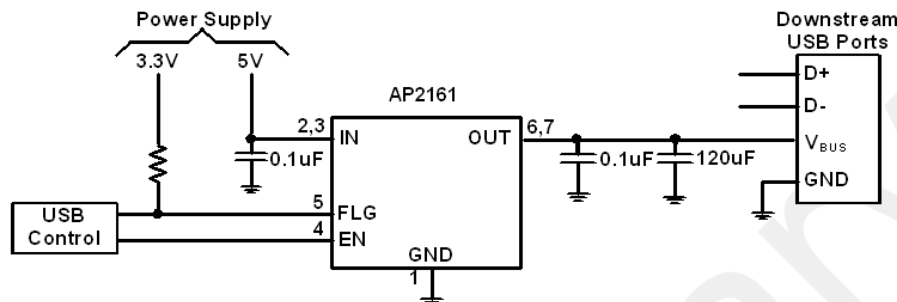 Power Supply
3.3V 5V
Downstream
USB Ports
D+
D-
VBUS
GND
AP2161
2,3 IN
OUT 6,7
0.1uF
0.1uF
120uF
5 FLG
4 EN
GND
1
USB
Control